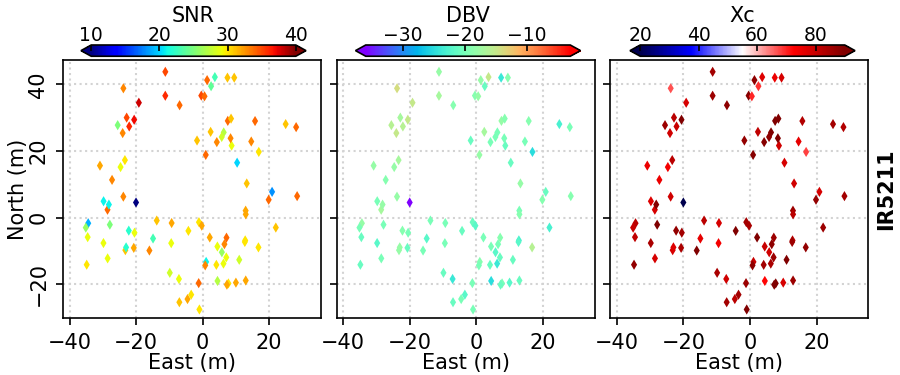 SNR DBV Xc
10 20 30 40 −30 −20 −10 20 40 60 80
40
20
0
−20
North (m)
−40 −20 0 20 −40 −20 0 20 −40 −20 0 20
East (m) East (m) East (m)
IR5211